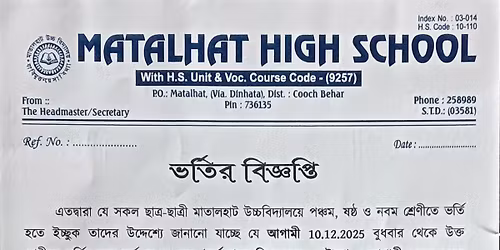 Index No. : 03-014
H.S. Code : 10-110
MATALHAT HIGH SCHOOL
With H.S. Unit & Voc. Course Code - (9257)
P.O.: Matalhat, (Via. Dinhata), Dist. : Cooch Behar
Pin : 736135
From ::
The Headmaster/Secretary
Phone : 258989
S.T.D.: (03581)
Ref. No. : ......................
Date : ......................
ভর্তির বিজ্ঞপ্তি
এতদ্বারা যে সকল ছাত্র-ছাত্রী মাতালহাট উচ্চবিদ্যালয়ে পঞ্চম, ষষ্ঠ ও নবম শ্রেণীতে ভর্তি
হতে ইচ্ছুক তাদের উদ্দেশ্যে জানানো যাচ্ছে যে আগামী 10.12.2025 বুধবার থেকে উক্ত